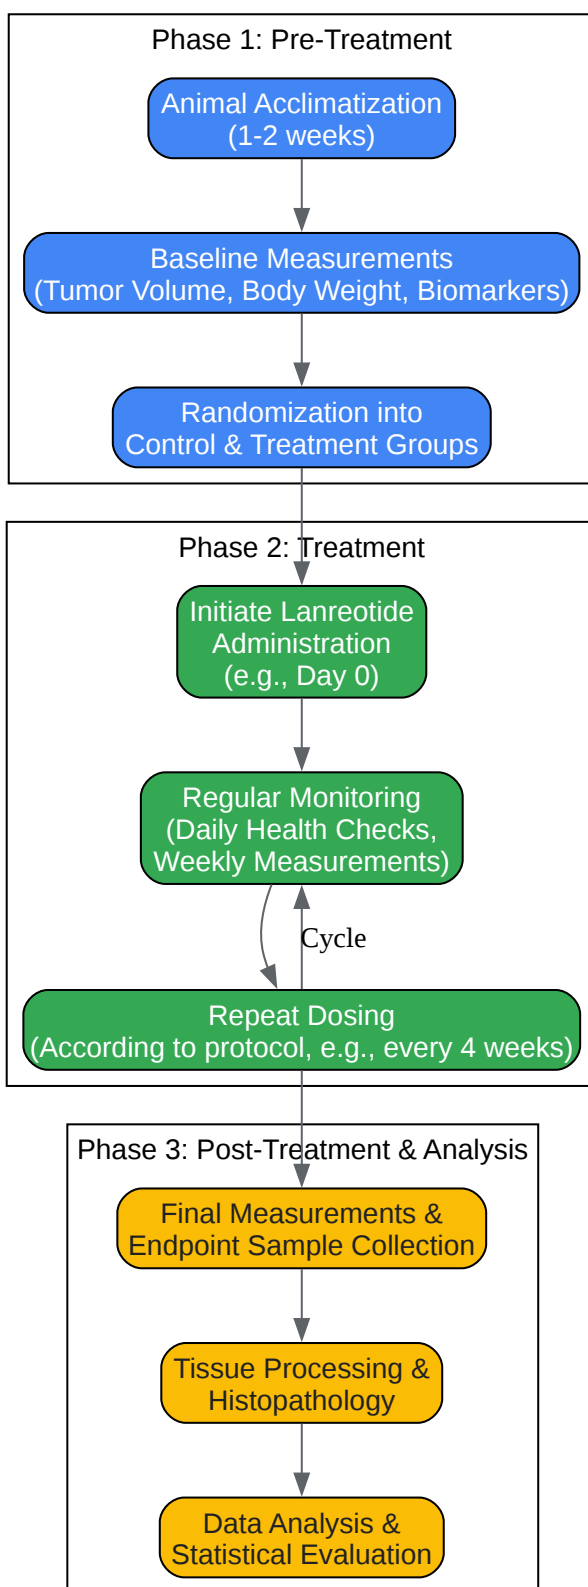 Phase 1: Pre-Treatment
Animal Acclimatization
(1-2 weeks)
Baseline Measurements
(Tumor Volume, Body Weight, Biomarkers)
Randomization into
Control & Treatment Groups
Phase 2: Treatment
Initiate Lanreotide
Administration
(e.g., Day 0)
Regular Monitoring
(Daily Health Checks,
Weekly Measurements)
Cycle
Repeat Dosing
(According to protocol, e.g., every 4 weeks)
Phase 3: Post-Treatment & Analysis
Final Measurements &
Endpoint Sample Collection
Tissue Processing &
Histopathology
Data Analysis &
Statistical Evaluation